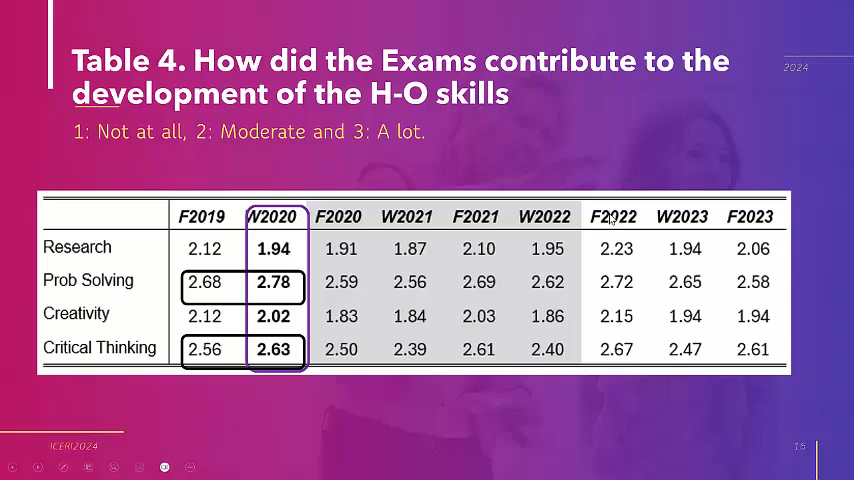 Table 4. How did the Exams contribute to the
development of the H-O skills
2024
1: Not at all, 2: Moderate and 3: A lot.
F2019 W2020 F2020 W2021 F2021 W2022 F2022 W2023 F2023
Research 2.12 1.94 1.91 1.87 2.10 1.95 2.23 1.94 2.06
Prob Solving 2.68 2.78 2.59 2.56 2.69 2.62 2.72 2.65 2.58
Creativity 2.12 2.02 1.83 1.84 2.03 1.86 2.15 1.94 1.94
Critical Thinking 2.56 2.63 2.50 2.39 2.61 2.40 2.67 2.47 2.61
ICERI2024
16